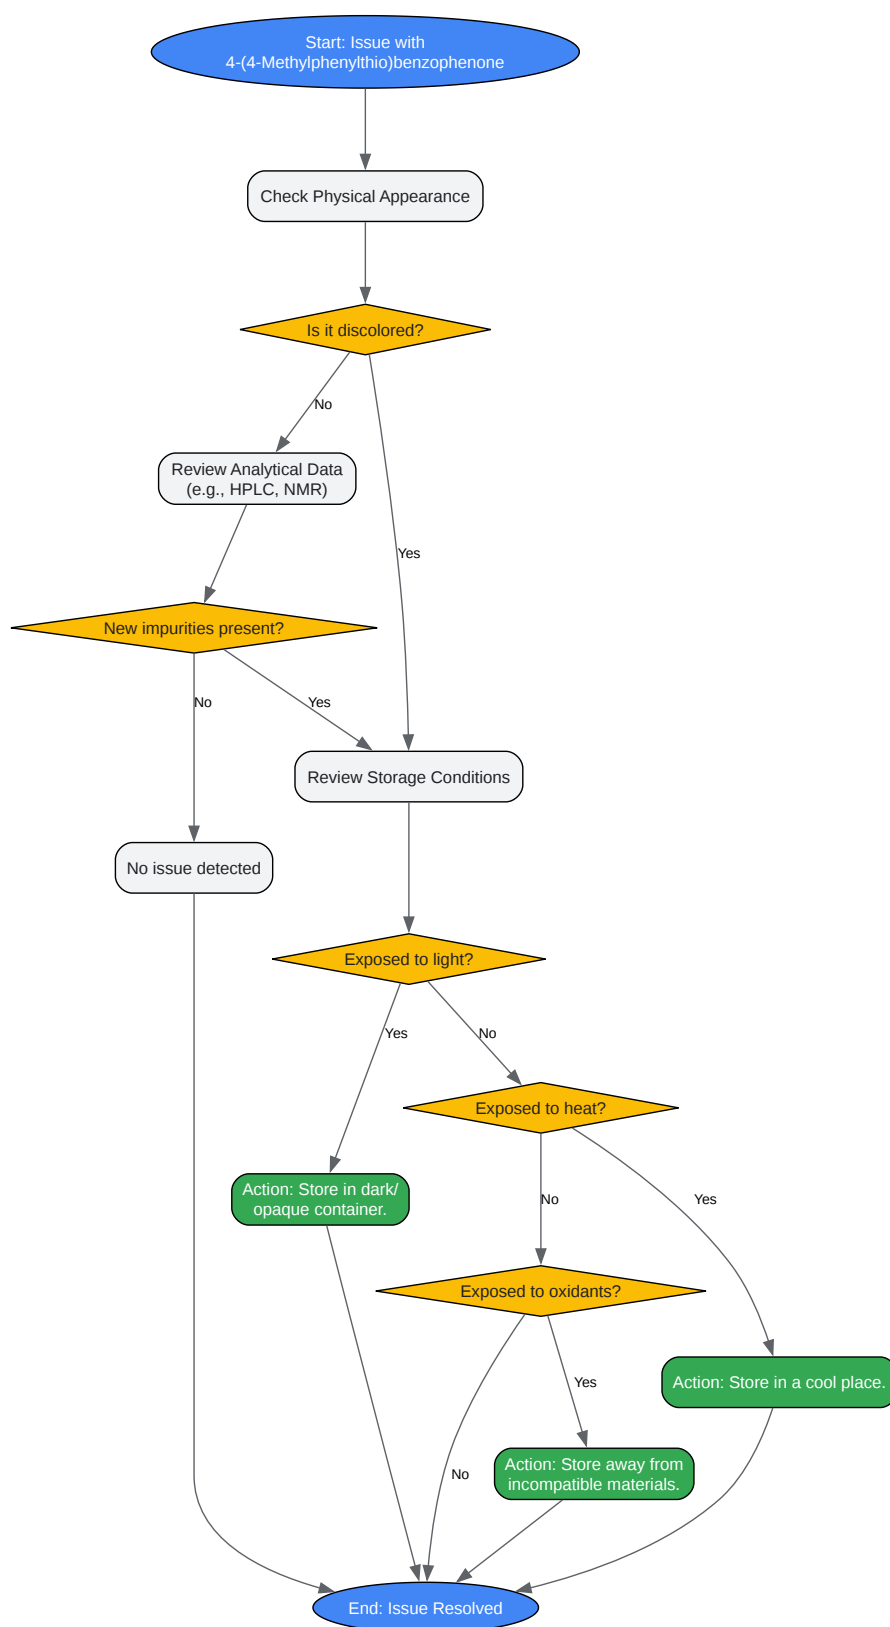 Start: Issue with
4-(4-Methylphenylthio)benzophenone
Check Physical Appearance
Is it discolored?
No
Review Analytical Data
(e.g., HPLC, NMR)
Yes
New impurities present?
No
Yes
Review Storage Conditions
No issue detected
Exposed to light?
Yes
No
Exposed to heat?
Action: Store in dark/
opaque container.
No
Yes
Exposed to oxidants?
Yes
Action: Store in a cool place.
No
Action: Store away from
incompatible materials.
End: Issue Resolved